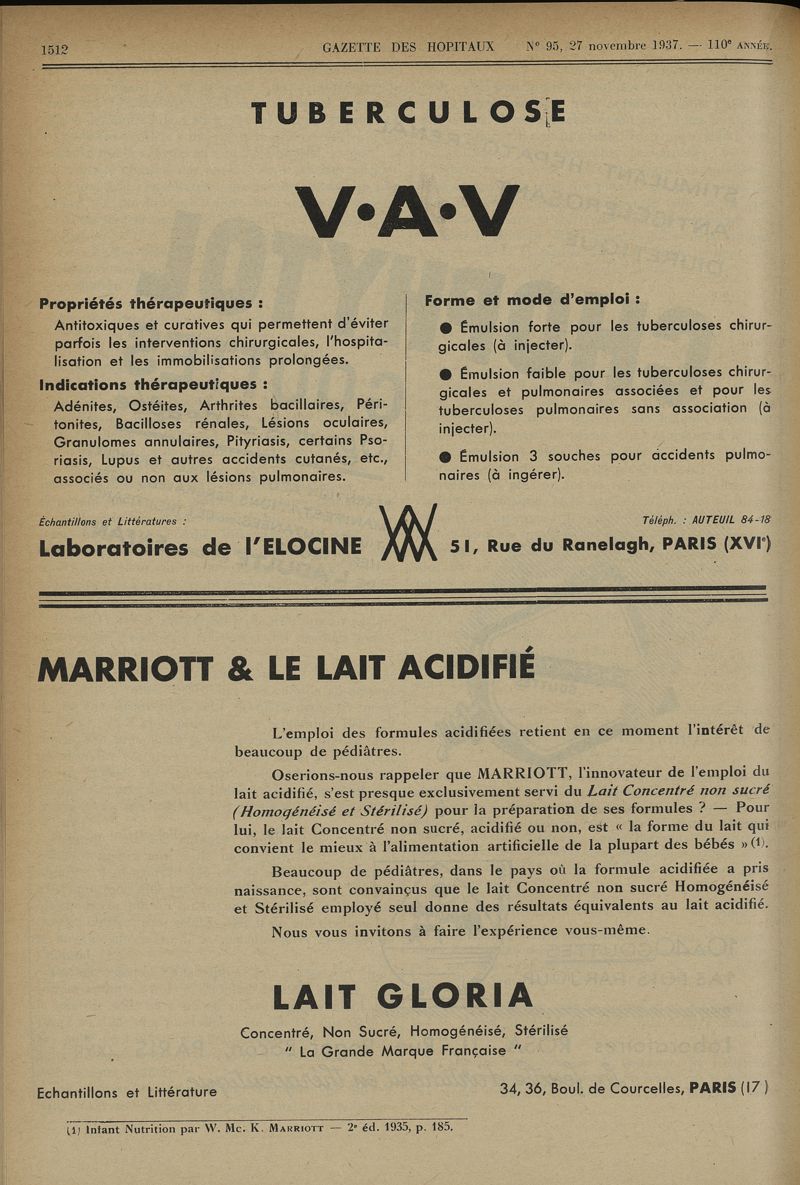 1512 GAZETTE DES HOPITAUX N° 95, 27 novembre 1937. — 110e ANNÉE.
TUBERCULOSE
V•A•V
Propriétés thérapeutiques :
Antitoxiques et curatives qui permettent d'éviter
parfois les interventions chirurgicales, l'hospita-
lisation et les immobilisations prolongées.
Indications thérapeutiques :
Adénites, Ostéites, Arthrites bacillaires, Péri-
tonites, Bacilloses rénales, Lésions oculaires,
Granulomes annulaires, Pityriasis, certains Pso-
riasis, Lupus et autres accidents cutanés, etc.,
associés ou non aux lésions pulmonaires.
Forme et mode d'emploi :
● Émulsion forte pour les tuberculoses chirur-
gicales (à injecter).
● Émulsion faible pour les tuberculoses chirur-
gicales et pulmonaires associées et pour les
tuberculoses pulmonaires sans association (à
injecter).
● Émulsion 3 souches pour accidents pulmo-
naires (à ingérer).
Échantillons et Littératures :
Téléph. : AUTEUIL 84-18
Laboratoires de l'ELOCINE 51, Rue du Ranelagh, PARIS (XVIe)
MARRIOTT & LE LAIT ACIDIFIÉ
L'emploi des formules acidifiées retient en ce moment l'intérêt de
beaucoup de pédiâtres.
Oserions-nous rappeler que MARRIOTT, l'innovateur de l'emploi du
lait acidifié, s'est presque exclusivement servi du Lait Concentré non sucré
(Homogénéisé et Stérilisé) pour la préparation de ses formules ? — Pour
lui, le lait Concentré non sucré, acidifié ou non, est « la forme du lait qui
convient le mieux à l'alimentation artificielle de la plupart des bébés » (1).
Beaucoup de pédiâtres, dans le pays où la formule acidifiée a pris
naissance, sont convainçus que le lait Concentré non sucré Homogénéisé
et Stérilisé employé seul donne des résultats équivalents au lait acidifié.
Nous vous invitons à faire l'expérience vous-même.
LAIT GLORIA
Concentré, Non Sucré, Homogénéisé, Stérilisé
" La Grande Marque Française "
Echantillons et Littérature 34, 36, Boul. de Courcelles, PARIS (17 )
(1) Infant Nutrition par W. Mc. K. MARRIOTT — 2e éd. 1935, p. 185.